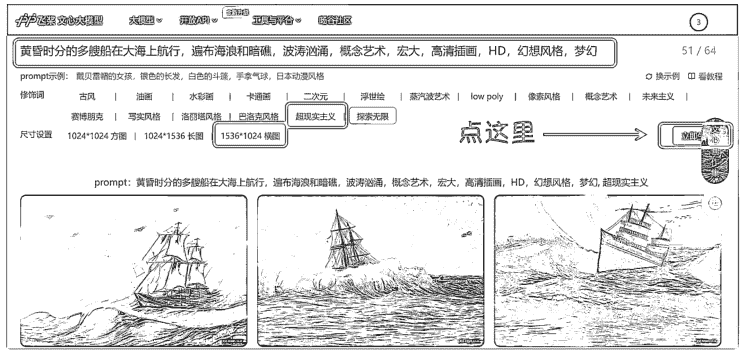 飞桨 文心大模型 大模型 开放API 工具与平台 旸谷社区 3
黄昏时分的多艘船在大海上航行，遍布海浪和暗礁，波涛汹涌，概念艺术，宏大，高清插画，HD，幻想风格，梦幻 51 / 64
prompt示例： 戴贝雷帽的女孩，银色的长发，白色的斗篷，手拿气球，日本动漫风格 换示例 看教程
修饰词 古风 | 油画 | 水彩画 | 卡通画 | 二次元 | 浮世绘 | 蒸汽波艺术 | low poly | 像素风格 | 概念艺术 | 未来主义 |
赛博朋克 | 写实风格 | 洛丽塔风格 | 巴洛克风格 | 超现实主义 | 探索无限
尺寸设置 1024*1024 方图 | 1024*1536 长图 | 1536*1024 横图
点这里
prompt：黄昏时分的多艘船在大海上航行，遍布海浪和暗礁，波涛汹涌，概念艺术，宏大，高清插画，HD，幻想风格，梦幻, 超现实主义